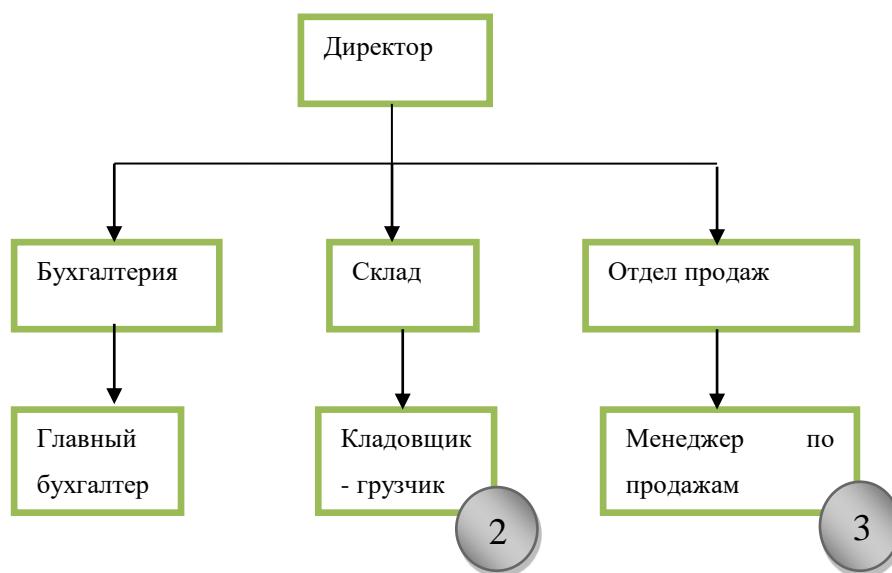 Директор
Бухгалтерия
Склад
Отдел продаж
Главный
бухгалтер
Кладовщик
- грузчик
2
Менеджер по
продажам
3